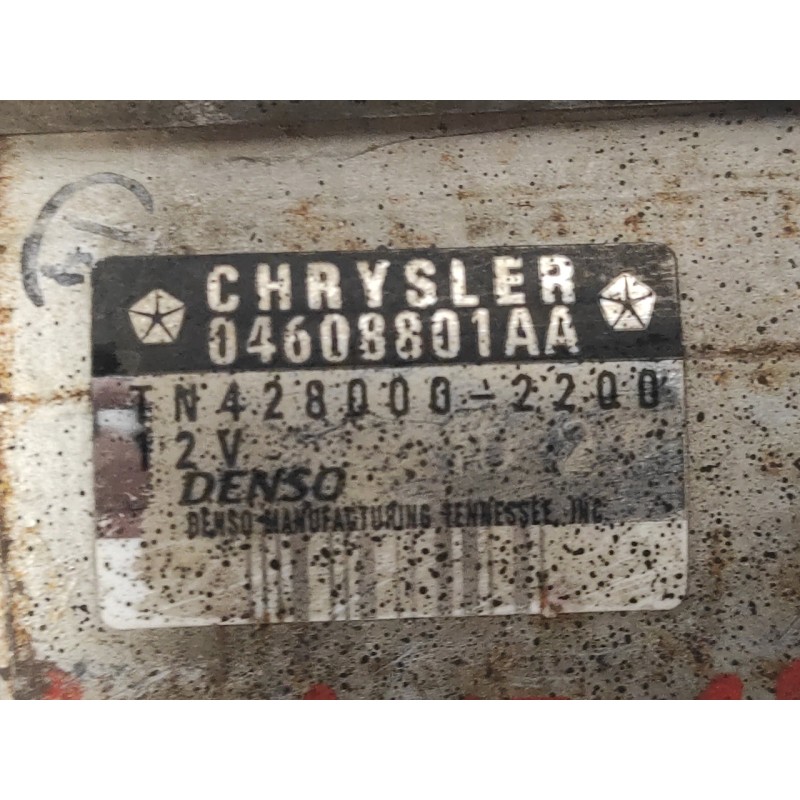 CHRYSLER
04608801AA
TN428000-2200
12V
DENSO
DENSO MANUFACTURING TENNESSEE, INC.